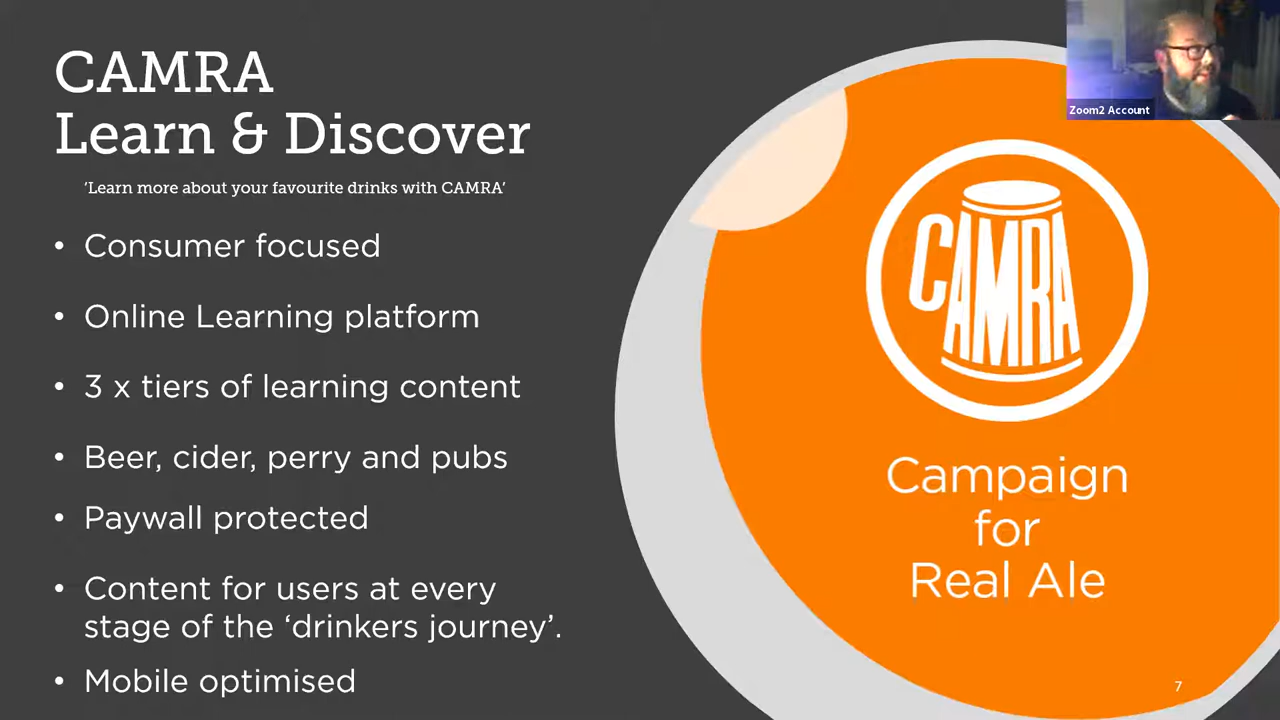 CAMRA
Learn & Discover
‘Learn more about your favourite drinks with CAMRA’
• Consumer focused
• Online Learning platform
• 3 x tiers of learning content
• Beer, cider, perry and pubs
• Paywall protected
• Content for users at every
stage of the ‘drinkers journey’.
• Mobile optimised
Zoom2 Account
CAMRA
Campaign
for
Real Ale
7